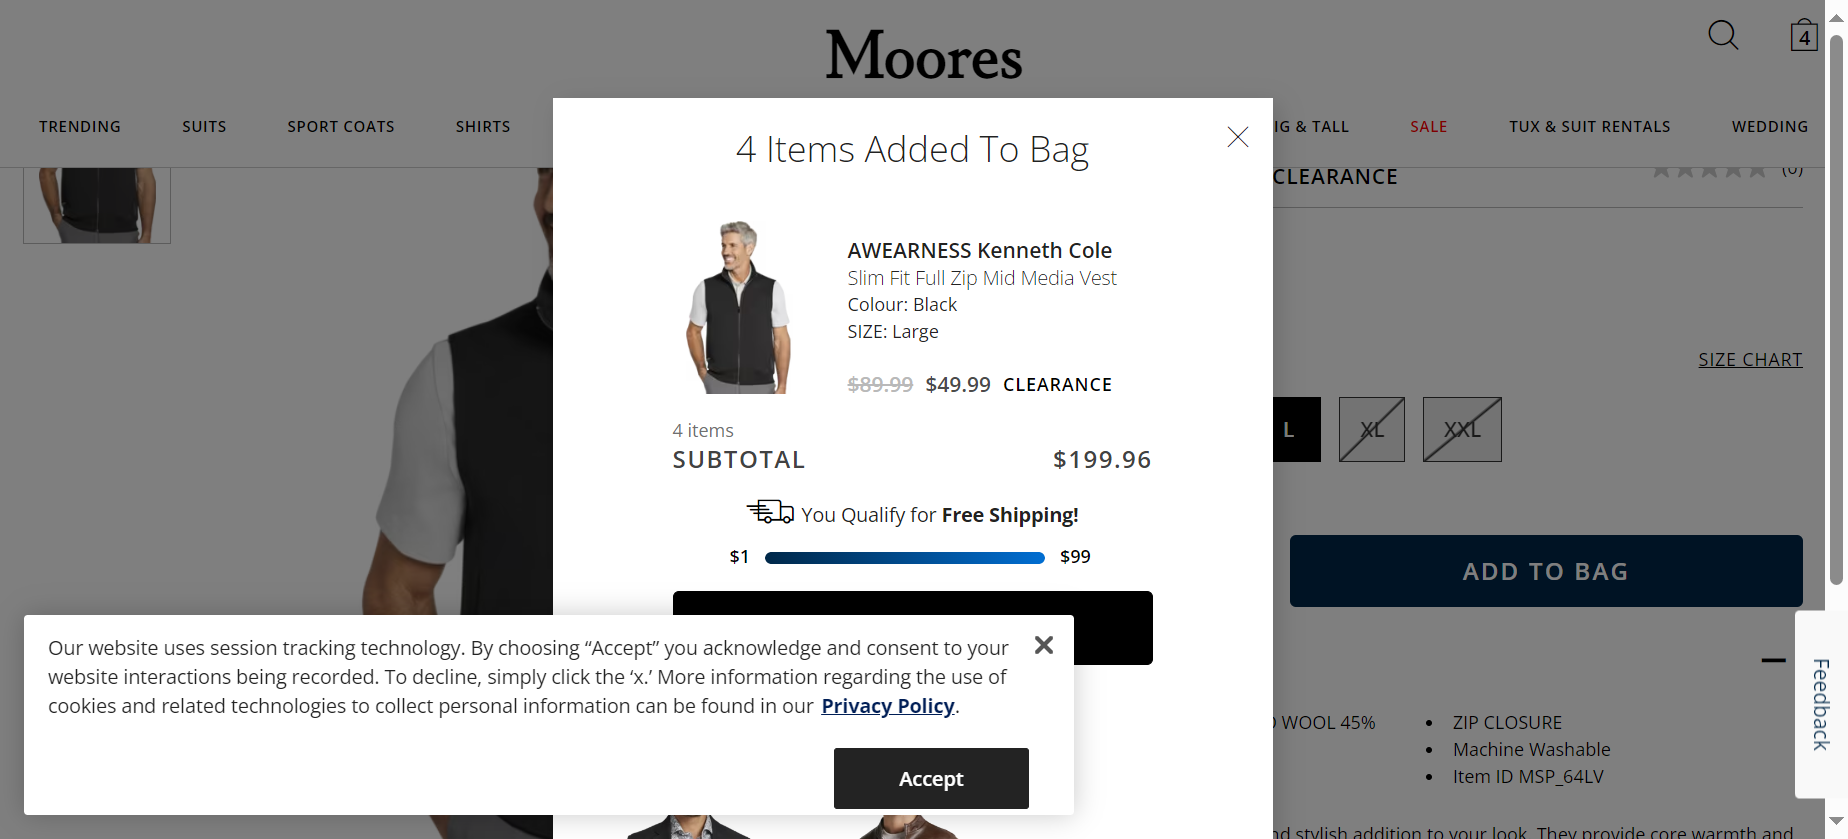 Moores
4
TRENDING
SUITS
SPORT COATS
SHIRTS
IG & TALL
SALE
TUX & SUIT RENTALS
WEDDING
4 Items Added To Bag
CLEARANCE
AWEARNESS Kenneth Cole
Slim Fit Full Zip Mid Media Vest
Colour: Black
SIZE: Large
$89.99 $49.99 CLEARANCE
4 items
SUBTOTAL $199.96
You Qualify for Free Shipping!
$1 $99
SIZE CHART
L
XL
XXL
ADD TO BAG
WOOL 45%
• ZIP CLOSURE
• Machine Washable
• Item ID MSP_64LV
nd stylish addition to your look. They provide core warmth and
Feedback
Our website uses session tracking technology. By choosing “Accept” you acknowledge and consent to your
website interactions being recorded. To decline, simply click the ‘x.’ More information regarding the use of
cookies and related technologies to collect personal information can be found in our Privacy Policy.
Accept